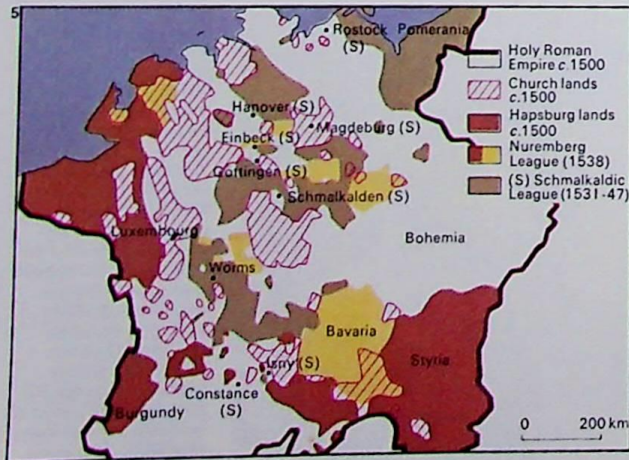 5
Rostock
(S)
Pomerania
Hanover (S)
Einbeck (S)
Magdeburg (S)
Gottingen (S)
Schmalkalden (S)
Luxembourg
Bohemia
Worms
Bavaria
Styria
Isny (S)
Constance
(S)
Burgundy
Holy Roman
Empire c.1500
Church lands
c.1500
Hapsburg lands
c.1500
Nuremberg
League (1538)
(S) Schmalkaldic
League (1531-47)
0 200 km